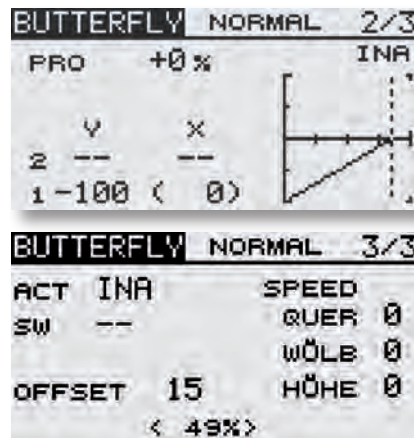 BUTTERFLY NORMAL 2/3
PRO +0% INA
Y X
2 -- --
1 -100 ( 0)
BUTTERFLY NORMAL 3/3
ACT INA SPEED
SW -- QUER 0
WÖLB 0
OFFSET 15 HÖHE 0
< 49%>